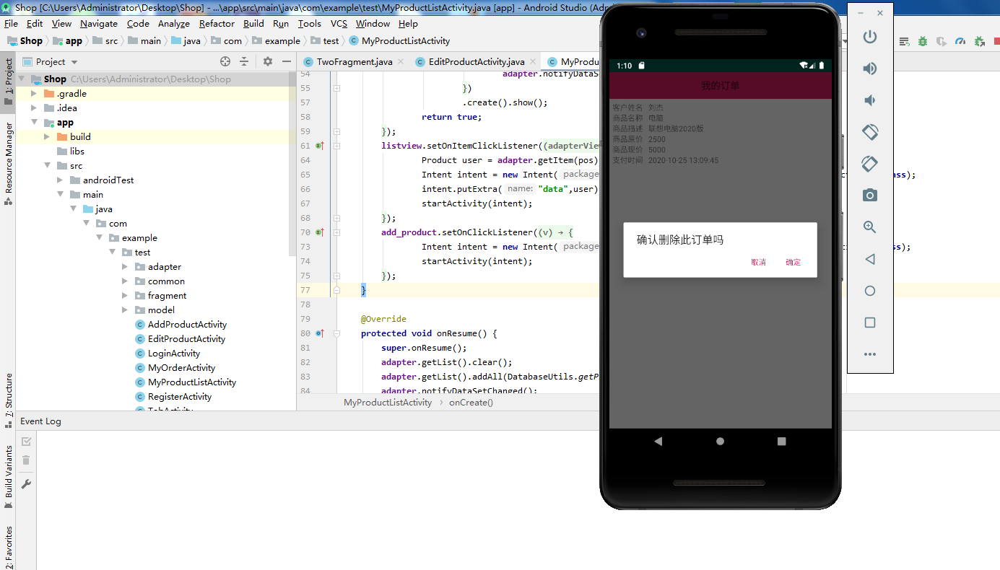 Shop [C:\Users\Administrator\Desktop\Shop] - ...\app\src\main\java\com\example\test\MyProductListActivity.java [app] - Android Studio (Adm
File Edit View Navigate Code Analyze Refactor Build Run Tools VCS Window Help
Shop app src main java com example test MyProductListActivity
1: Project
Resource Manager
7: Structure
Build Variants
2: Favorites
Project
Shop C:\Users\Administrator\Desktop\Shop
.gradle
.idea
app
build
libs
src
androidTest
main
java
com
example
test
adapter
common
fragment
model
AddProductActivity
EditProductActivity
LoginActivity
MyOrderActivity
MyProductListActivity
RegisterActivity
TabActivity
TwoFragment.java EditProductActivity.java MyProd
54 adapter.notifyDataS
55 })
57 .create().show();
58 return true;
59 });
61 listview.setOnItemClickListener((adapterVie
64 Product user = adapter.getItem(pos)
65 Intent intent = new Intent( package ct ass);
66 intent.putExtra( name: "data",user)
67 startActivity(intent);
68 });
70 add_product.setOnClickListener((v) → {
73 Intent intent = new Intent( package ti ss);
74 startActivity(intent);
75 });
77 }
78
79 @Override
80 protected void onResume() {
81 super.onResume();
82 adapter.getList().clear();
83 adapter.getList().addAll(DatabaseUtils.getP
84 adapter.notifyDataSetChanged();
MyProductListActivity onCreate()
Event Log
1:10
我的订单
客户姓名 刘杰
商品名称 电脑
商品描述 联想电脑2020版
商品原价 2500
商品现价 5000
支付时间 2020-10-25 13:09:45
确认删除此订单吗
取消 确定